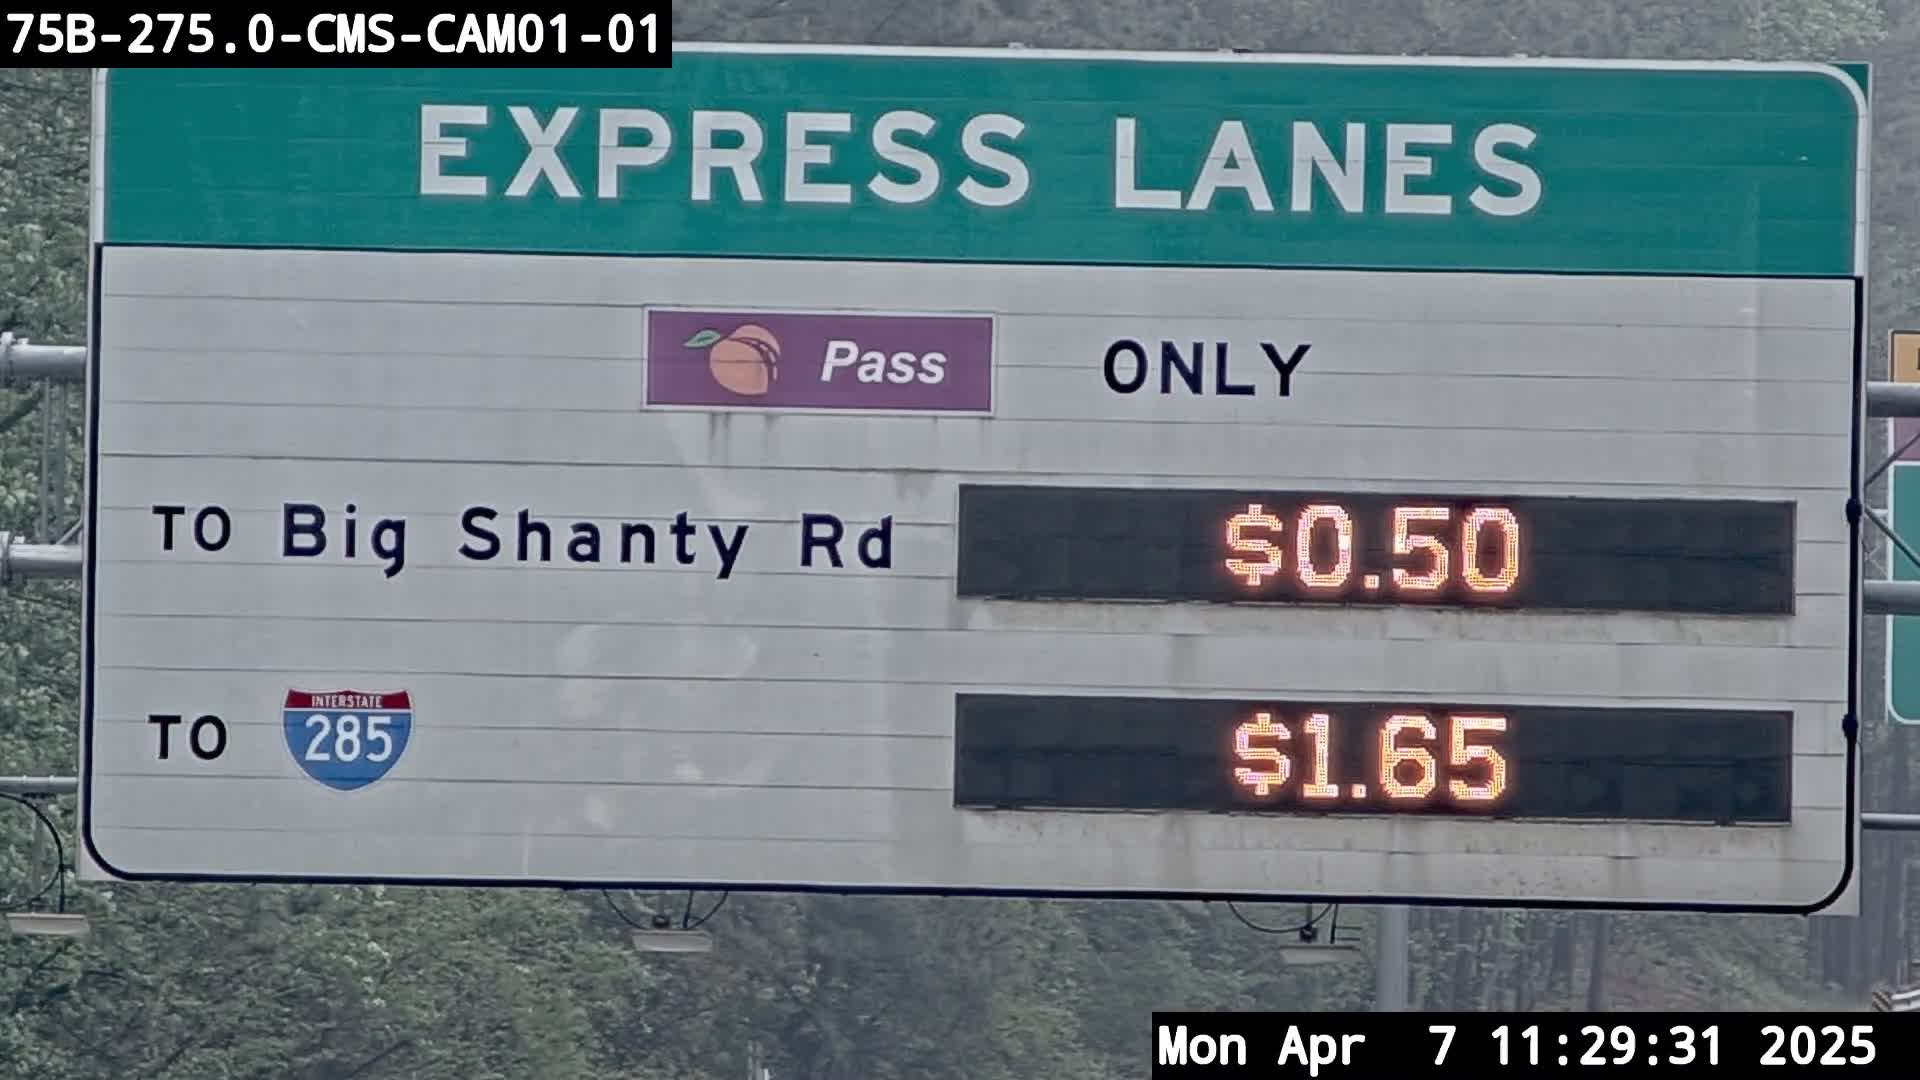 75B-275.0-CMS-CAM01-01
EXPRESS LANES
Pass ONLY
TO Big Shanty Rd $0.50
TO INTERSTATE 285 $1.65
Mon Apr 7 11:29:31 2025